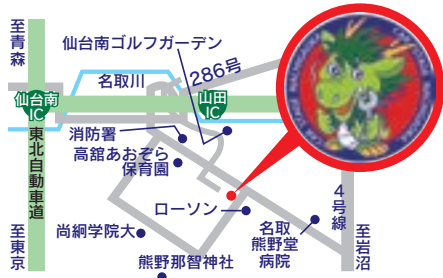 至青森
仙台南ゴルフガーデン
286号
名取川
仙台南
IC
山田
IC
消防署
高舘あおぞら
保育園
東北自動車道
ローソン
4号線
尚絅学院大
名取
熊野堂
病院
至東京
至岩沼
熊野那智神社